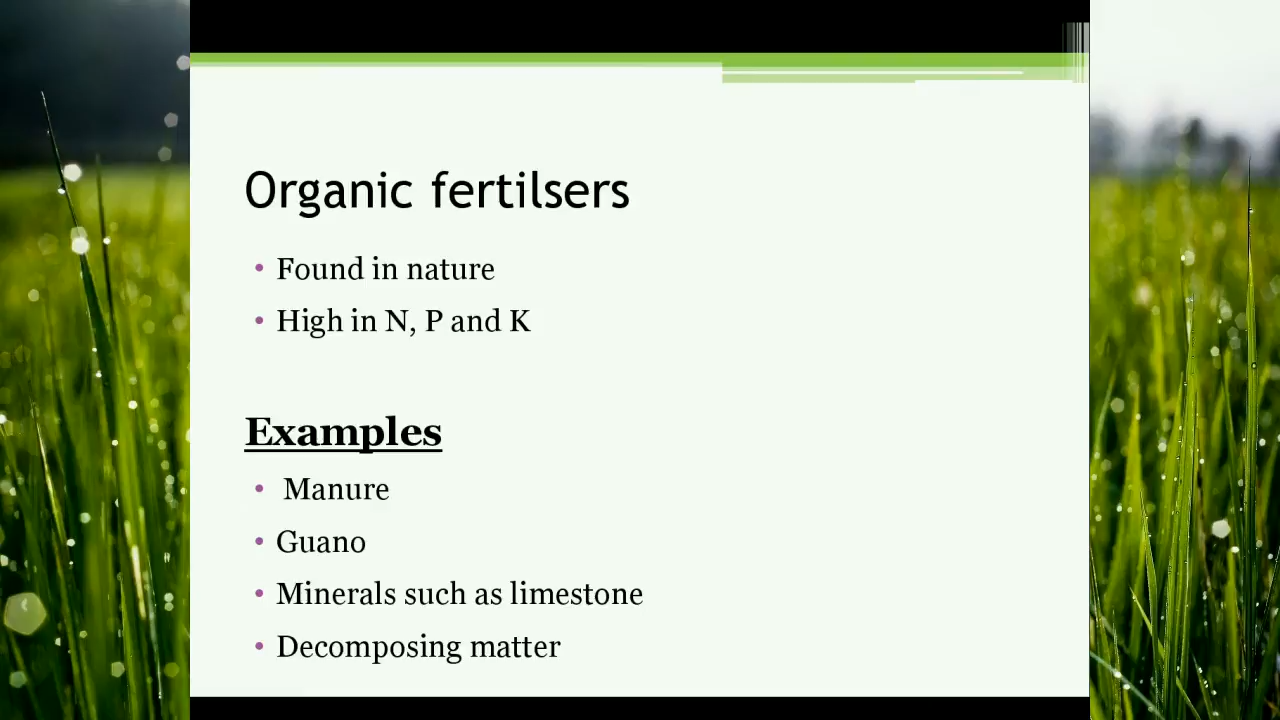 Organic fertilsers
• Found in nature
• High in N, P and K
Examples
• Manure
• Guano
• Minerals such as limestone
• Decomposing matter